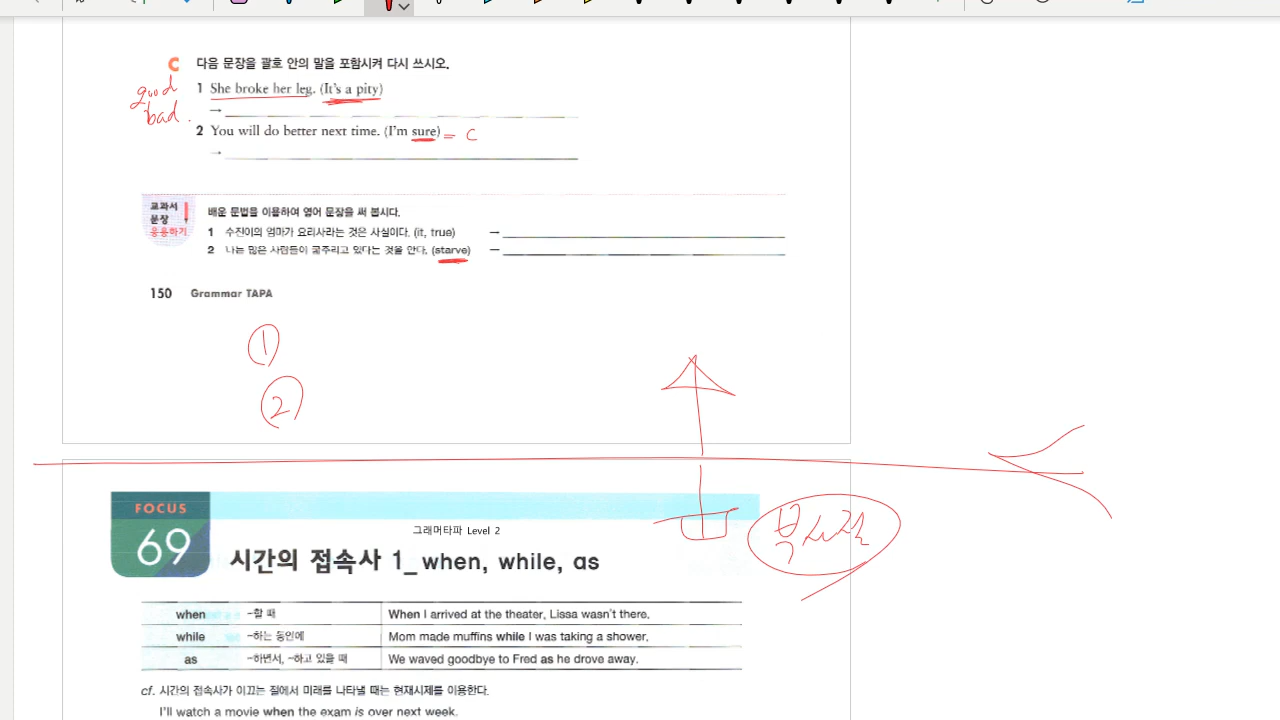 C 다음 문장을 괄호 안의 말을 포함시켜 다시 쓰시오.
good
1 She broke her leg. (It's a pity)
bad.
→
2 You will do better next time. (I'm sure) = C
→
교과서
문장
응용하기
배운 문법을 이용하여 영어 문장을 써 봅시다.
1 수진이의 엄마가 요리사라는 것은 사실이다. (it, true) →
2 나는 많은 사람들이 굶주리고 있다는 것을 안다. (starve) →
150 Grammar TAPA
①
②
FOCUS
69
그래머타파 Level 2
부사절
시간의 접속사 1_ when, while, as
when -할 때 When I arrived at the theater, Lissa wasn't there.
while -하는 동안에 Mom made muffins while I was taking a shower.
as -하면서, -하고 있을 때 We waved goodbye to Fred as he drove away.
cf. 시간의 접속사가 이끄는 절에서 미래를 나타낼 때는 현재시제를 이용한다.
I'll watch a movie when the exam is over next week.